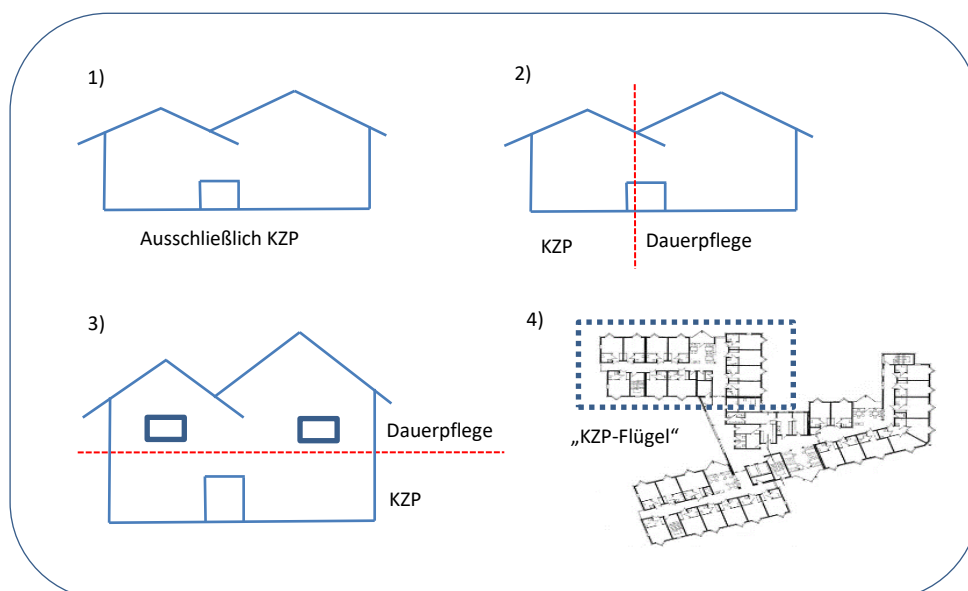 1)
Ausschließlich KZP
2)
KZP
Dauerpflege
3)
Dauerpflege
KZP
4)
„KZP-Flügel“